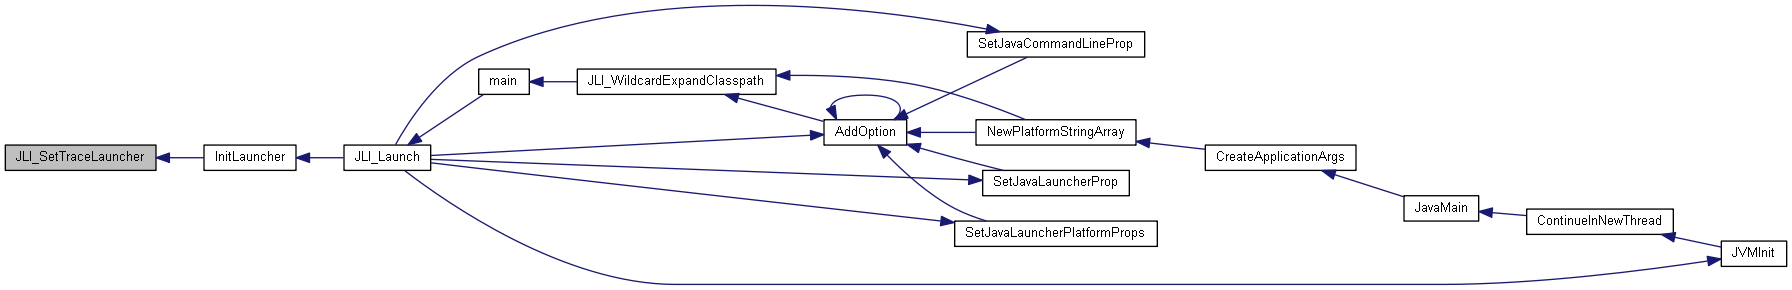 JLI_SetTraceLauncher
InitLauncher
JLI_Launch
main
JLI_WildcardExpandClasspath
AddOption
SetJavaCommandLineProp
NewPlatformStringArray
SetJavaLauncherProp
SetJavaLauncherPlatformProps
CreateApplicationArgs
JavaMain
ContinueInNewThread
JVMInit